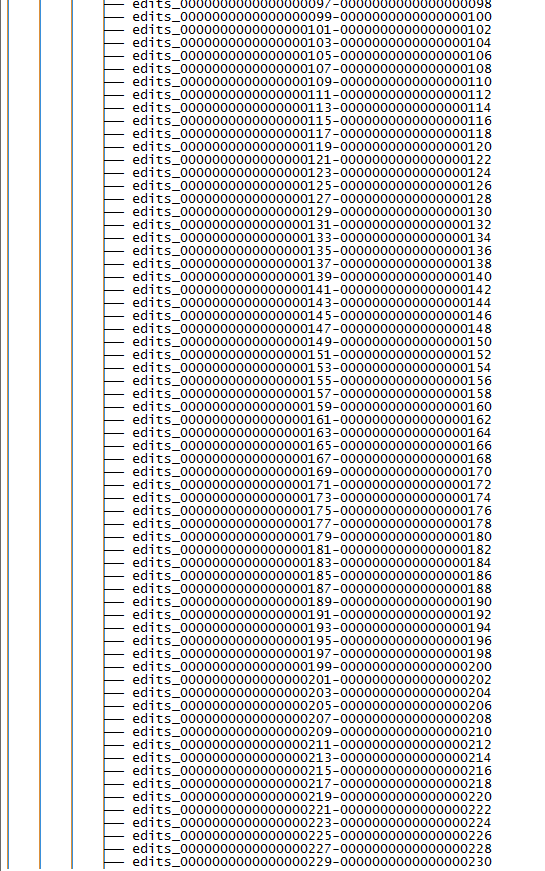 ├── edits_0000000000000000097-0000000000000000098
├── edits_0000000000000000099-0000000000000000100
├── edits_0000000000000000101-0000000000000000102
├── edits_0000000000000000103-0000000000000000104
├── edits_0000000000000000105-0000000000000000106
├── edits_0000000000000000107-0000000000000000108
├── edits_0000000000000000109-0000000000000000110
├── edits_0000000000000000111-0000000000000000112
├── edits_0000000000000000113-0000000000000000114
├── edits_0000000000000000115-0000000000000000116
├── edits_0000000000000000117-0000000000000000118
├── edits_0000000000000000119-0000000000000000120
├── edits_0000000000000000121-0000000000000000122
├── edits_0000000000000000123-0000000000000000124
├── edits_0000000000000000125-0000000000000000126
├── edits_0000000000000000127-0000000000000000128
├── edits_0000000000000000129-0000000000000000130
├── edits_0000000000000000131-0000000000000000132
├── edits_0000000000000000133-0000000000000000134
├── edits_0000000000000000135-0000000000000000136
├── edits_0000000000000000137-0000000000000000138
├── edits_0000000000000000139-0000000000000000140
├── edits_0000000000000000141-0000000000000000142
├── edits_0000000000000000143-0000000000000000144
├── edits_0000000000000000145-0000000000000000146
├── edits_0000000000000000147-0000000000000000148
├── edits_0000000000000000149-0000000000000000150
├── edits_0000000000000000151-0000000000000000152
├── edits_0000000000000000153-0000000000000000154
├── edits_0000000000000000155-0000000000000000156
├── edits_0000000000000000157-0000000000000000158
├── edits_0000000000000000159-0000000000000000160
├── edits_0000000000000000161-0000000000000000162
├── edits_0000000000000000163-0000000000000000164
├── edits_0000000000000000165-0000000000000000166
├── edits_0000000000000000167-0000000000000000168
├── edits_0000000000000000169-0000000000000000170
├── edits_0000000000000000171-0000000000000000172
├── edits_0000000000000000173-0000000000000000174
├── edits_0000000000000000175-0000000000000000176
├── edits_0000000000000000177-0000000000000000178
├── edits_0000000000000000179-0000000000000000180
├── edits_0000000000000000181-0000000000000000182
├── edits_0000000000000000183-0000000000000000184
├── edits_0000000000000000185-0000000000000000186
├── edits_0000000000000000187-0000000000000000188
├── edits_0000000000000000189-0000000000000000190
├── edits_0000000000000000191-0000000000000000192
├── edits_0000000000000000193-0000000000000000194
├── edits_0000000000000000195-0000000000000000196
├── edits_0000000000000000197-0000000000000000198
├── edits_0000000000000000199-0000000000000000200
├── edits_0000000000000000201-0000000000000000202
├── edits_0000000000000000203-0000000000000000204
├── edits_0000000000000000205-0000000000000000206
├── edits_0000000000000000207-0000000000000000208
├── edits_0000000000000000209-0000000000000000210
├── edits_0000000000000000211-0000000000000000212
├── edits_0000000000000000213-0000000000000000214
├── edits_0000000000000000215-0000000000000000216
├── edits_0000000000000000217-0000000000000000218
├── edits_0000000000000000219-0000000000000000220
├── edits_0000000000000000221-0000000000000000222
├── edits_0000000000000000223-0000000000000000224
├── edits_0000000000000000225-0000000000000000226
├── edits_0000000000000000227-0000000000000000228
├── edits_0000000000000000229-0000000000000000230